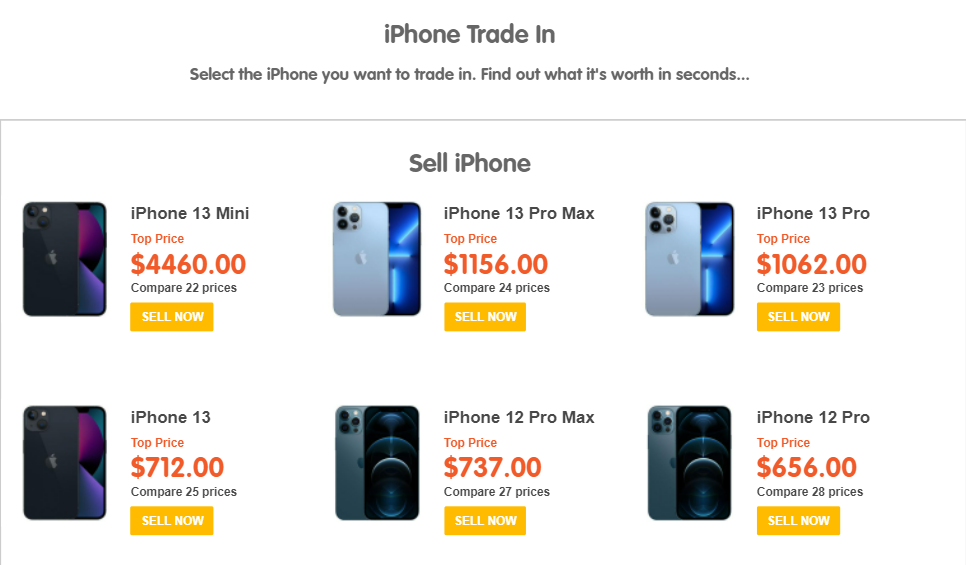 iPhone Trade In
Select the iPhone you want to trade in. Find out what it's worth in seconds...
Sell iPhone
iPhone 13 Mini
Top Price
$4460.00
Compare 22 prices
SELL NOW
iPhone 13 Pro Max
Top Price
$1156.00
Compare 24 prices
SELL NOW
iPhone 13 Pro
Top Price
$1062.00
Compare 23 prices
SELL NOW
iPhone 13
Top Price
$712.00
Compare 25 prices
SELL NOW
iPhone 12 Pro Max
Top Price
$737.00
Compare 27 prices
SELL NOW
iPhone 12 Pro
Top Price
$656.00
Compare 28 prices
SELL NOW